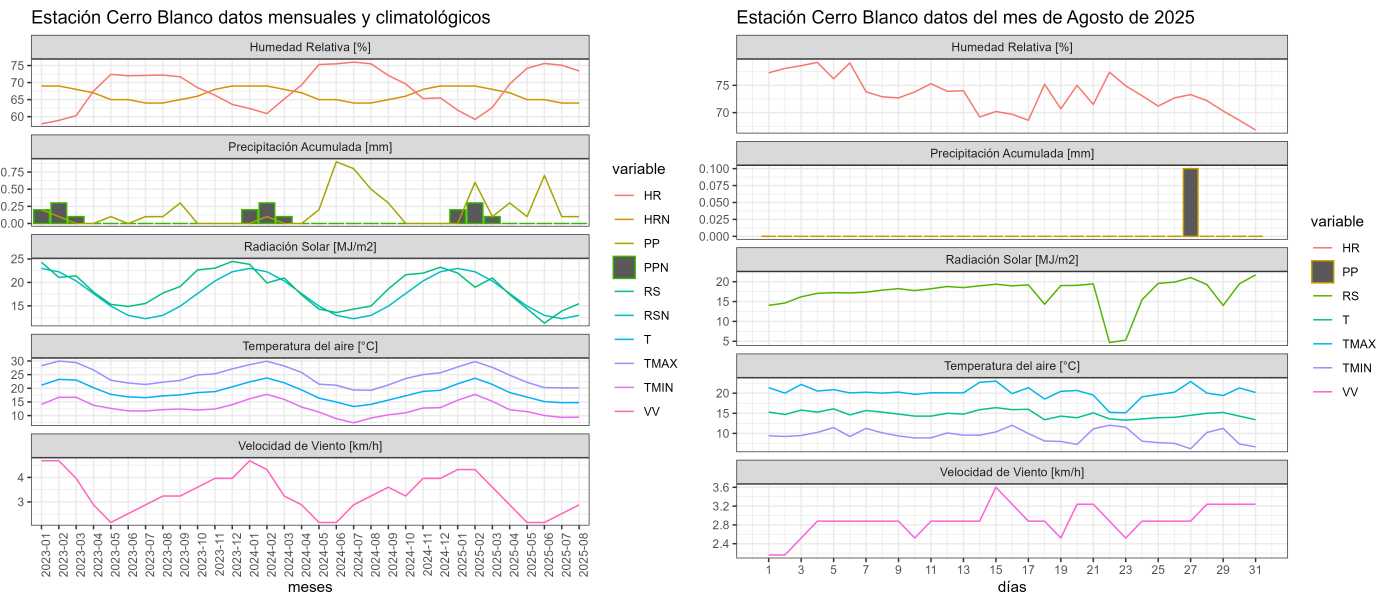 Estación Cerro Blanco datos mensuales y climatológicos
Humedad Relativa [%]
75
70
65
60
Precipitación Acumulada [mm]
0.75
0.50
0.25
0.00
Radiación Solar [MJ/m2]
25
20
15
Temperatura del aire [°C]
30
25
20
15
10
Velocidad de Viento [km/h]
4
3
2023-01
2023-02
2023-03
2023-04
2023-05
2023-06
2023-07
2023-08
2023-09
2023-10
2023-11
2023-12
2024-01
2024-02
2024-03
2024-04
2024-05
2024-06
2024-07
2024-08
2024-09
2024-10
2024-11
2024-12
2025-01
2025-02
2025-03
2025-04
2025-05
2025-06
2025-07
2025-08
meses
variable
HR
HRN
PP
PPN
RS
RSN
T
TMAX
TMIN
VV
Estación Cerro Blanco datos del mes de Agosto de 2025
Humedad Relativa [%]
75
70
Precipitación Acumulada [mm]
0.100
0.075
0.050
0.025
0.000
Radiación Solar [MJ/m2]
20
15
10
5
Temperatura del aire [°C]
20
15
10
Velocidad de Viento [km/h]
3.6
3.2
2.8
2.4
1 3 5 7 9 11 13 15 17 19 21 23 25 27 29 31
días
variable
HR
PP
RS
T
TMAX
TMIN
VV